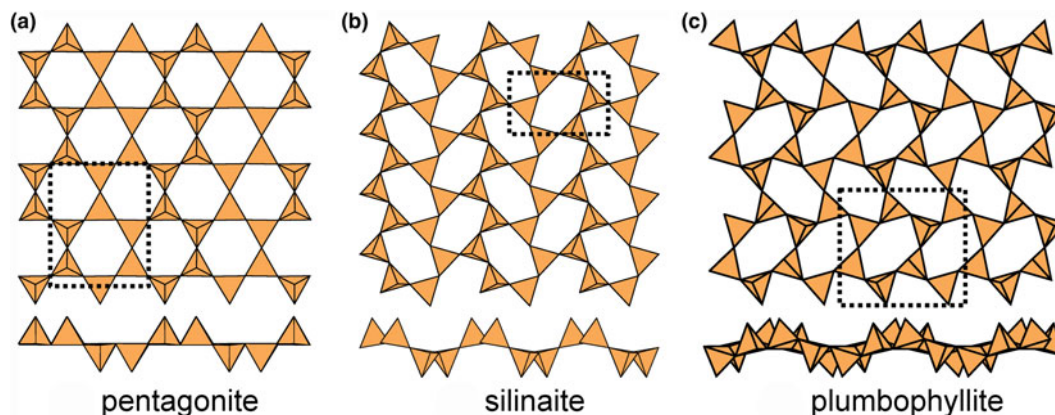 (a)
(b)
(c)
pentagonite
silinaite
plumbophyllite